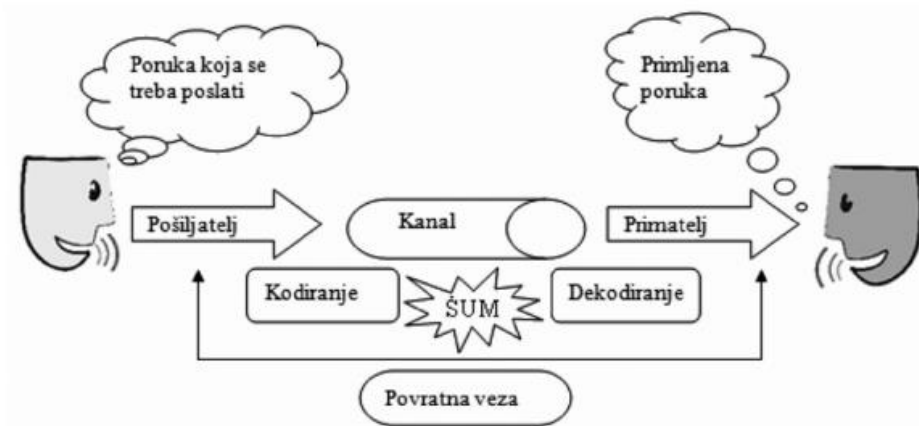 Poruka koja se
treba poslati
Primljena
poruka
Pošiljatelj
Kanal
Primatelj
Kodiranje
ŠUM
Dekodiranje
Povratna veza